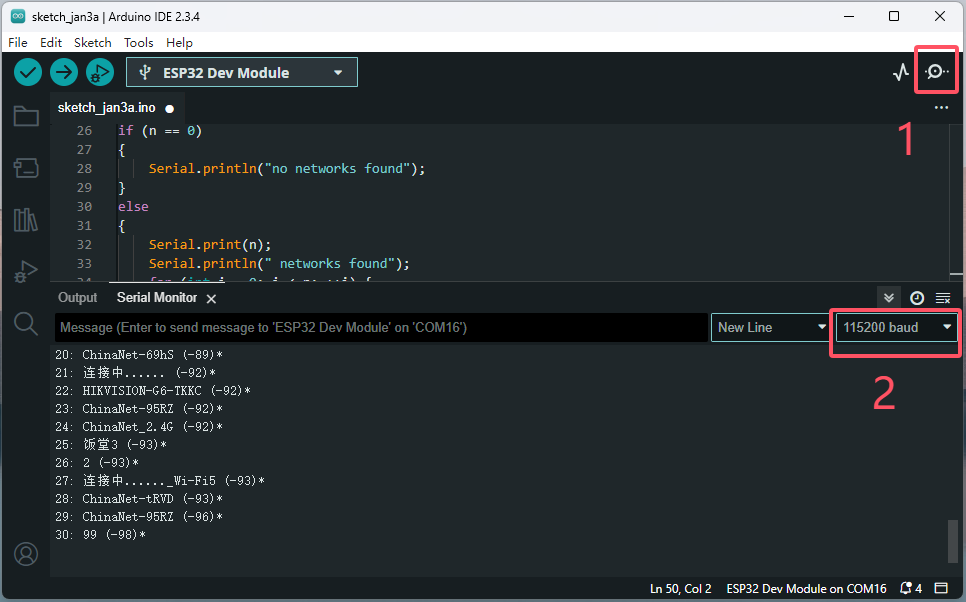 sketch_jan3a | Arduino IDE 2.3.4
File Edit Sketch Tools Help
ESP32 Dev Module
sketch_jan3a.ino
1
26 if (n == 0)
27 {
28 Serial.println("no networks found");
29 }
30 else
31 {
32 Serial.print(n);
33 Serial.println(" networks found");
Output Serial Monitor
Message (Enter to send message to 'ESP32 Dev Module' on 'COM16')
New Line
115200 baud
2
20: ChinaNet-69hS (-89)*
21: 连接中...... (-92)*
22: HIKVISION-G6-TKKC (-92)*
23: ChinaNet-95RZ (-92)*
24: ChinaNet_2.4G (-92)*
25: 饭堂3 (-93)*
26: 2 (-93)*
27: 连接中......_Wi-Fi5 (-93)*
28: ChinaNet-tRVD (-93)*
29: ChinaNet-95RZ (-96)*
30: 99 (-98)*
Ln 50, Col 2 ESP32 Dev Module on COM16 4